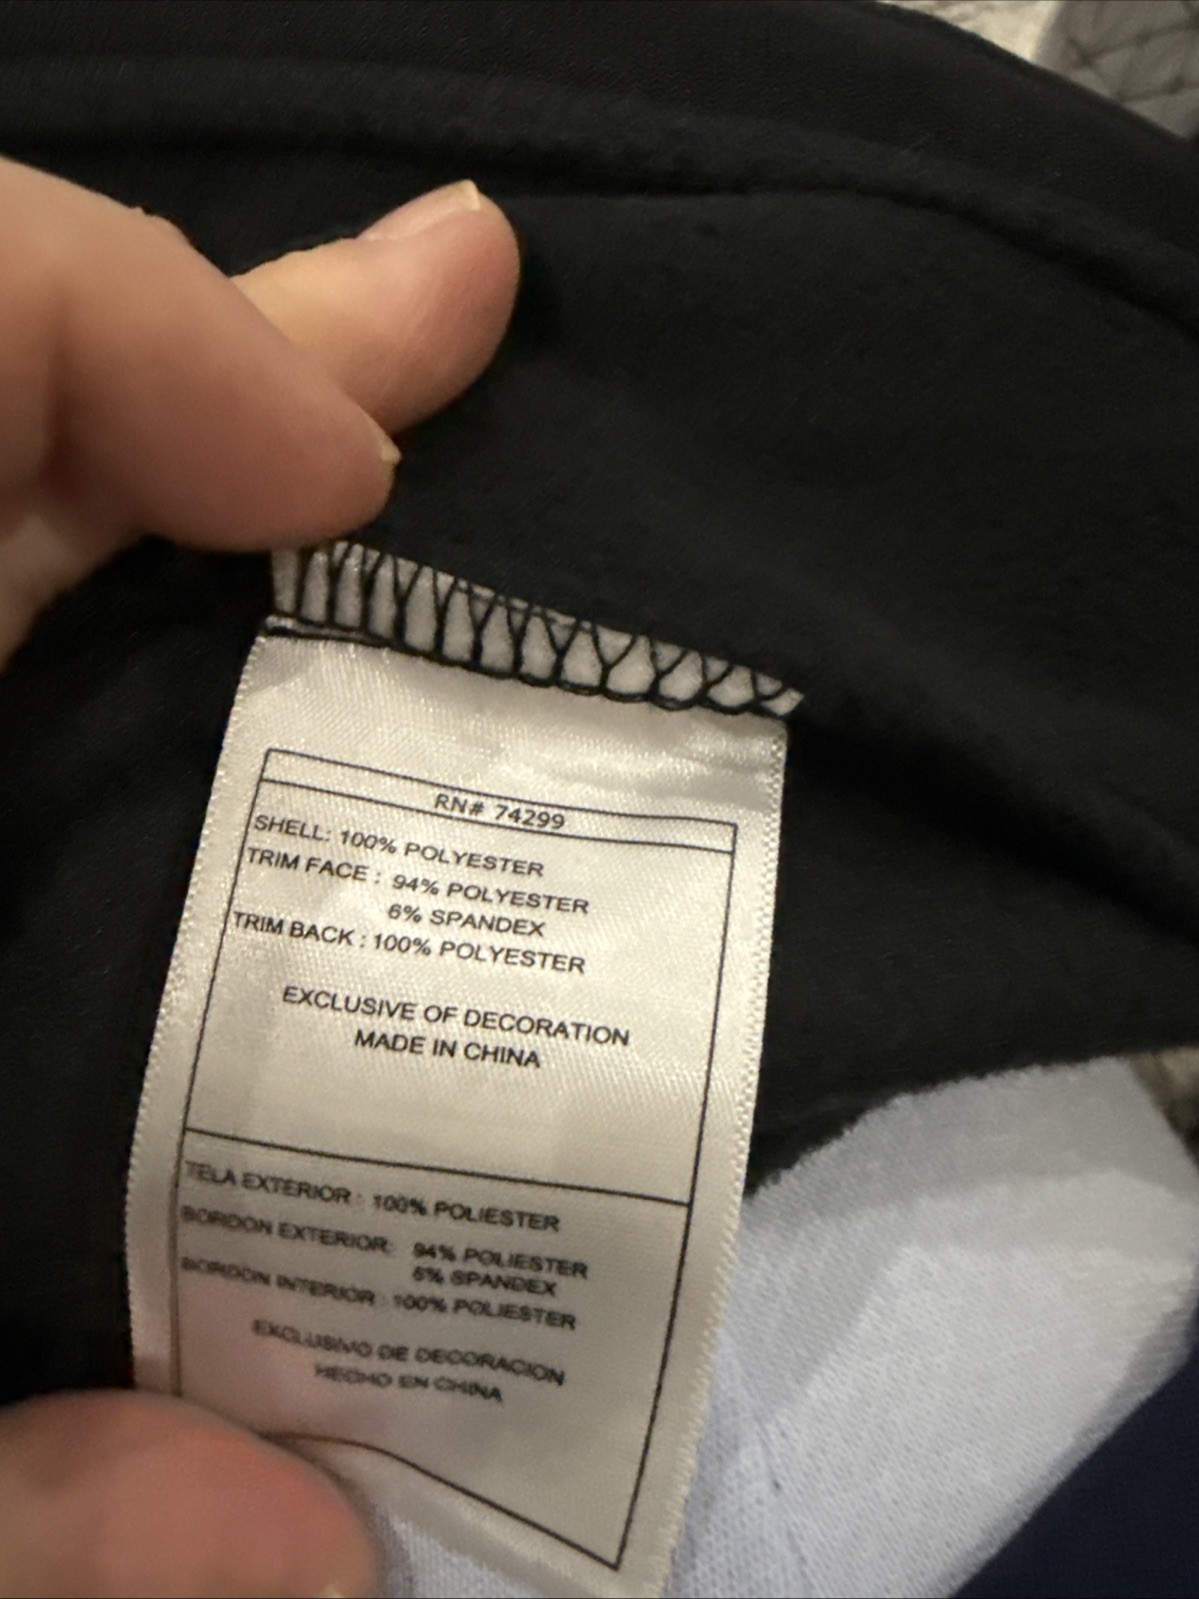 RN# 74299
SHELL: 100% POLYESTER
TRIM FACE : 94% POLYESTER
6% SPANDEX
TRIM BACK : 100% POLYESTER
EXCLUSIVE OF DECORATION
MADE IN CHINA
TELA EXTERIOR : 100% POLIESTER
BORDON EXTERIOR: 94% POLIESTER
6% SPANDEX
BORDON INTERIOR : 100% POLIESTER
EXCLUSIVO DE DECORACION
HECHO EN CHINA